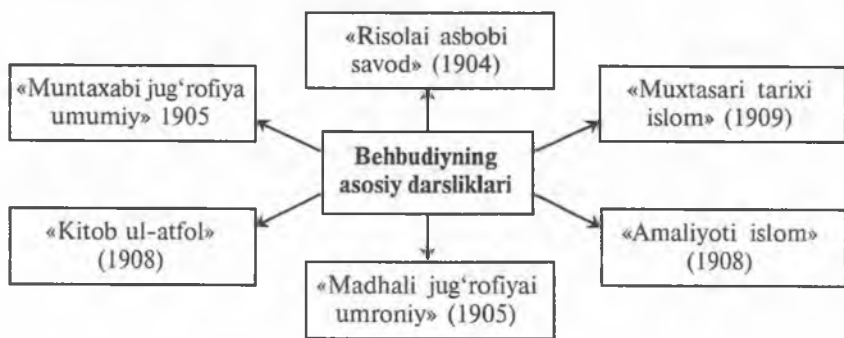 «Risolai asbobi
savod» (1904)
«Muntaxabi jug‘rofiya
umumiy» 1905
«Muxtasari tarixi
islom» (1909)
Behbudiyning
asosiy darsliklari
«Kitob ul-atfol»
(1908)
«Amaliyoti islom»
(1908)
«Madhali jug‘rofiyai
umroniy» (1905)